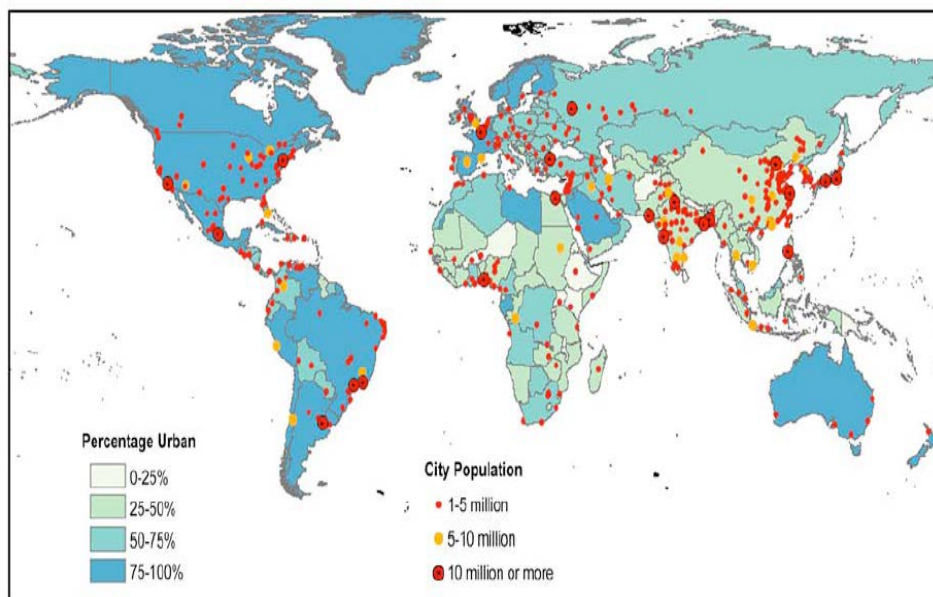 Percentage Urban
0-25%
25-50%
50-75%
75-100%
City Population
1-5 million
5-10 million
10 million or more